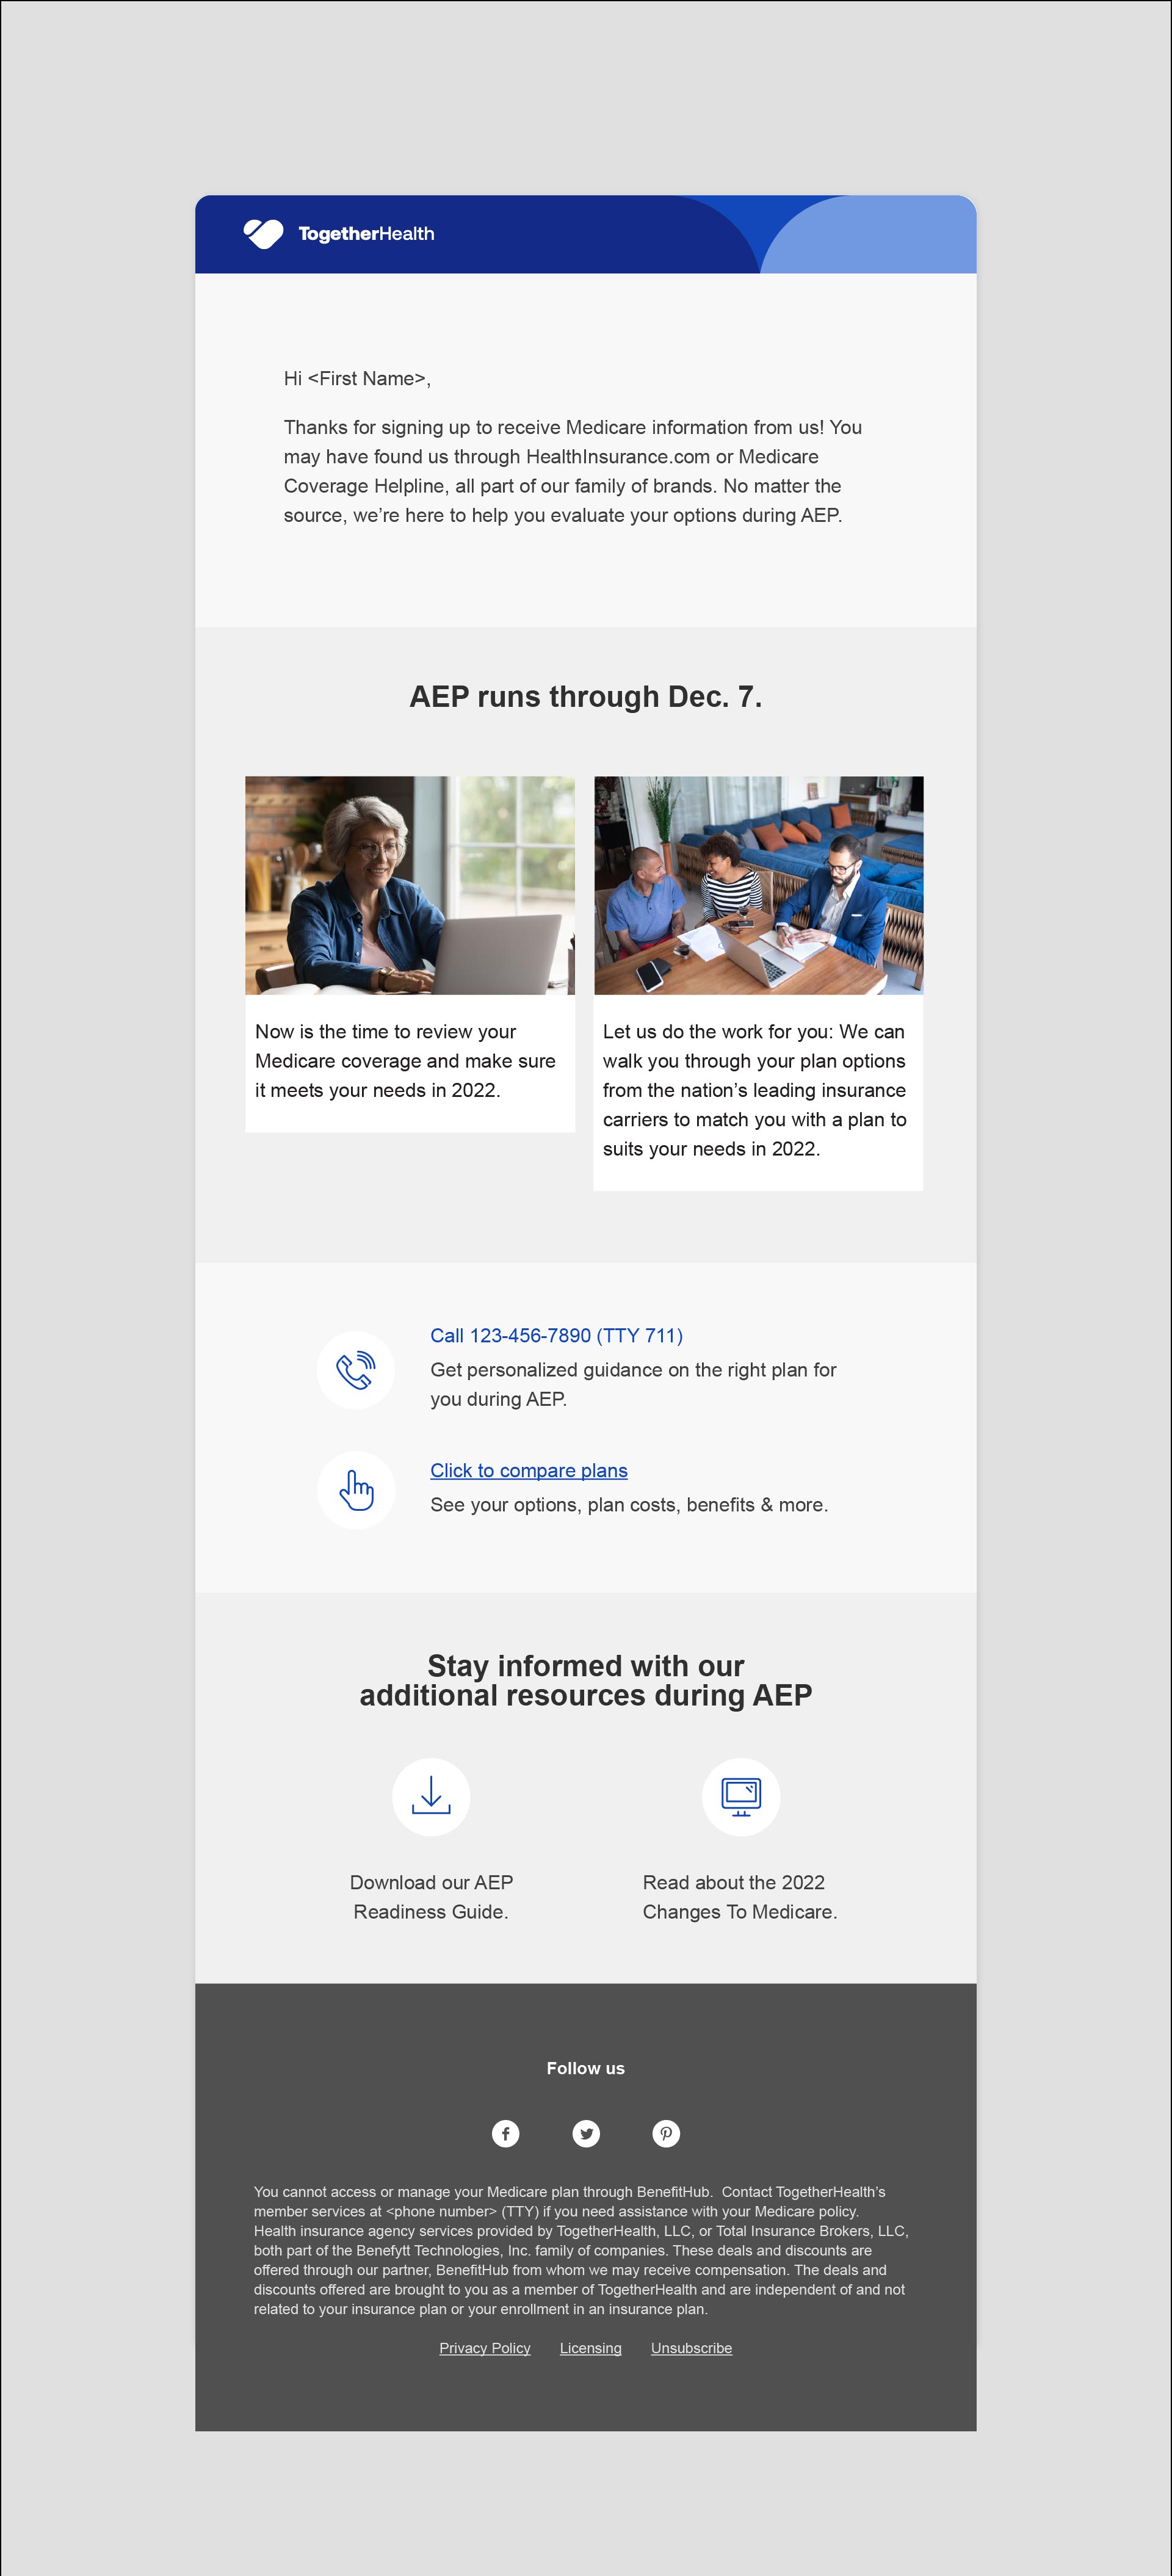 TogetherHealth
Hi <First Name>,
Thanks for signing up to receive Medicare information from us! You
may have found us through HealthInsurance.com or Medicare
Coverage Helpline, all part of our family of brands. No matter the
source, we’re here to help you evaluate your options during AEP.
AEP runs through Dec. 7.
Now is the time to review your
Medicare coverage and make sure
it meets your needs in 2022.
Let us do the work for you: We can
walk you through your plan options
from the nation’s leading insurance
carriers to match you with a plan to
suits your needs in 2022.
Call 123-456-7890 (TTY 711)
Get personalized guidance on the right plan for
you during AEP.
Click to compare plans
See your options, plan costs, benefits & more.
Stay informed with our
additional resources during AEP
Download our AEP
Readiness Guide.
Read about the 2022
Changes To Medicare.
Follow us
You cannot access or manage your Medicare plan through BenefitHub.  Contact TogetherHealth’s
member services at <phone number> (TTY) if you need assistance with your Medicare policy.
Health insurance agency services provided by TogetherHealth, LLC, or Total Insurance Brokers, LLC,
both part of the Benefytt Technologies, Inc. family of companies. These deals and discounts are
offered through our partner, BenefitHub from whom we may receive compensation. The deals and
discounts offered are brought to you as a member of TogetherHealth and are independent of and not
related to your insurance plan or your enrollment in an insurance plan.
Privacy Policy Licensing Unsubscribe